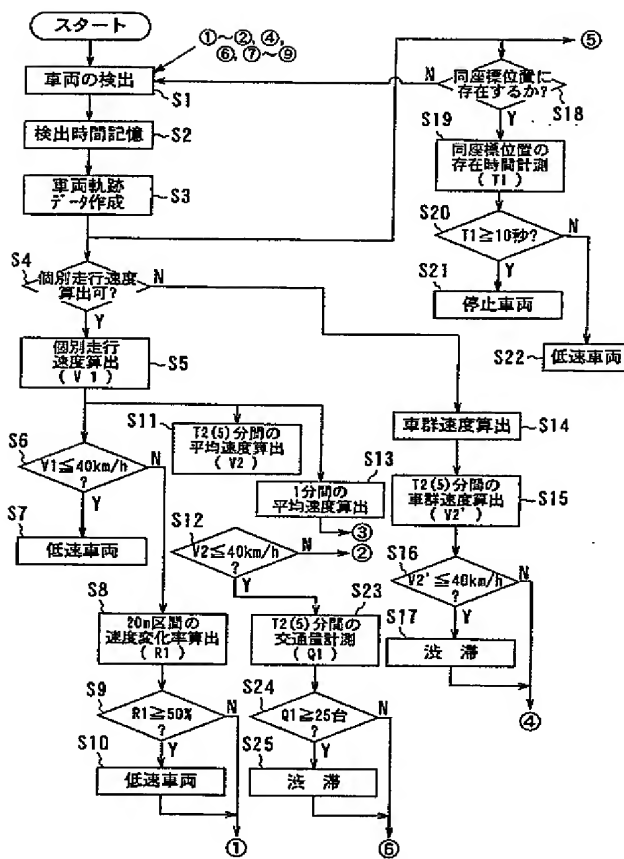 スタート
①〜②, ④,
⑥, ⑦〜⑨
⑤
車両の検出
S1
N
同座標位置に
存在するか?
S18
Y
検出時間記憶
S2
S19
同座標位置の
存在時間計測
( T1 )
車両軌跡
データ作成
S3
S20
T1≧10秒?
N
Y
S4
個別走行速度
算出可?
N
Y
S21
停止車両
S22
低速車両
個別走行
速度算出
( V 1 )
S5
S11
T2(5)分間の
平均速度算出
( V2 )
車群速度算出
S14
S6
V1≦40km/h
?
N
Y
S13
1分間の
平均速度算出
③
T2(5)分間の
車群速度算出
( V2' )
S15
S7
低速車両
S12
V2≦40km/h
?
N
②
Y
S16
V2'≦40km/h
?
N
Y
S8
20m区間の
速度変化率算出
( R1 )
S23
T2(5)分間の
交通量計測
( Q1 )
S17
渋 滞
④
S9
R1≧50%
?
N
Y
S24
Q1≧25台
?
N
Y
S10
低速車両
S25
渋 滞
①
⑥